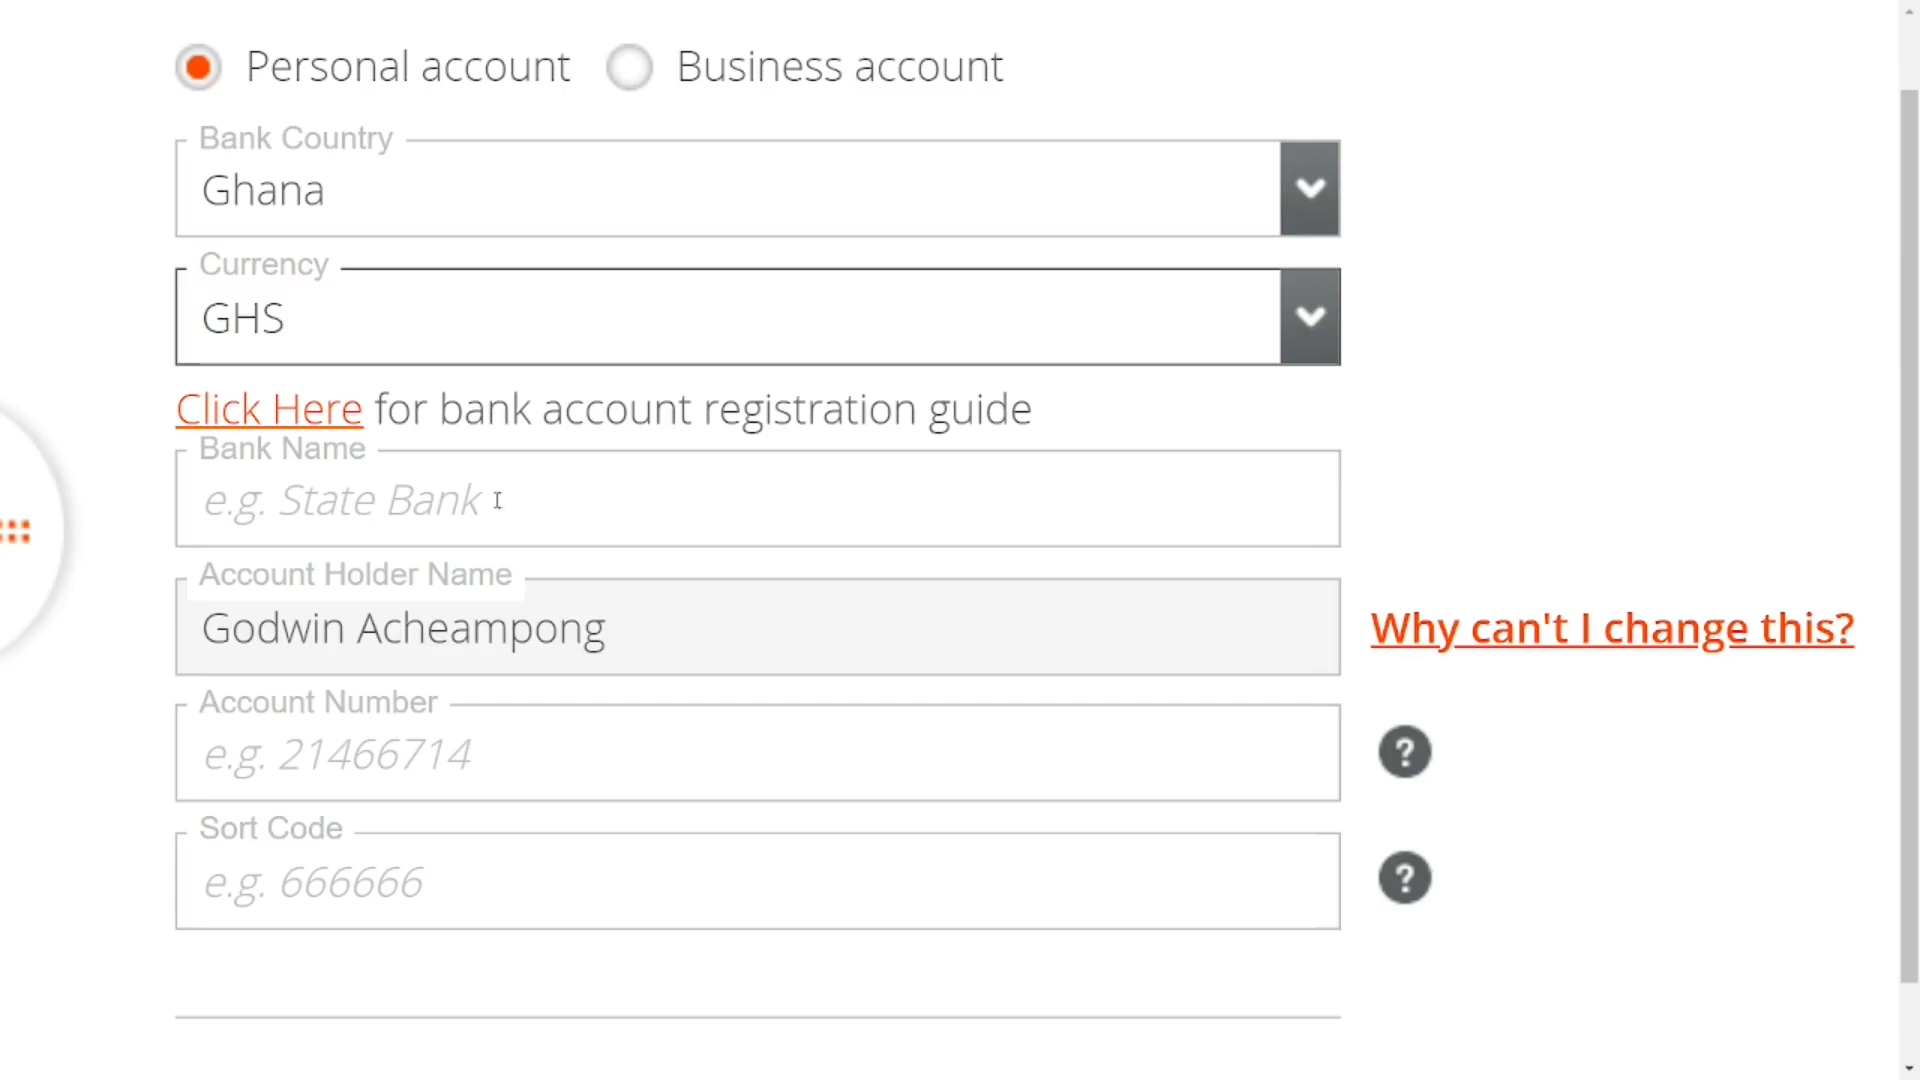 Personal account Business account
Bank Country
Ghana
Currency
GHS
Click Here for bank account registration guide
Bank Name
e.g. State Bank
Account Holder Name
Godwin Acheampong
Why can't I change this?
Account Number
e.g. 21466714
?
Sort Code
e.g. 666666
?